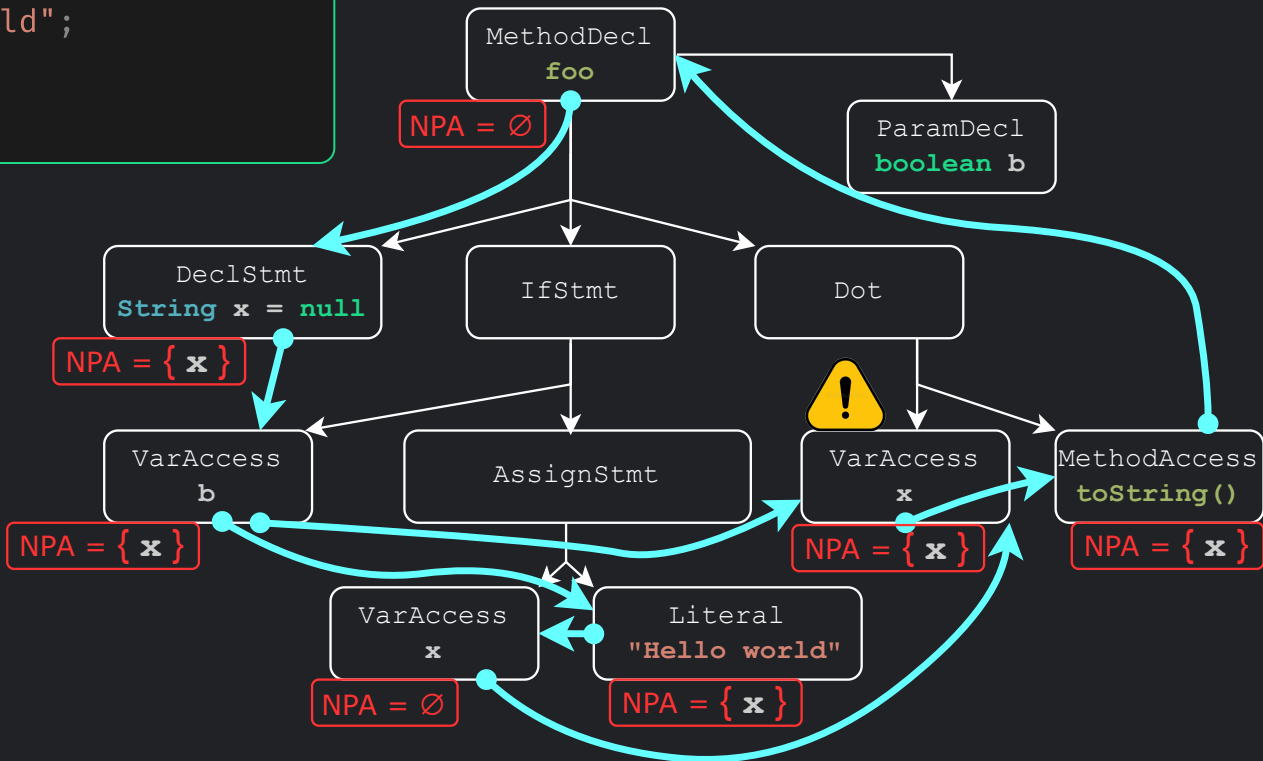 ld";
MethodDecl
foo
NPA = ∅
ParamDecl
boolean b
DeclStmt
String x = null
NPA = { x }
IfStmt
Dot
VarAccess
b
NPA = { x }
AssignStmt
VarAccess
x
NPA = { x }
MethodAccess
toString()
NPA = { x }
VarAccess
x
NPA = ∅
Literal
"Hello world"
NPA = { x }